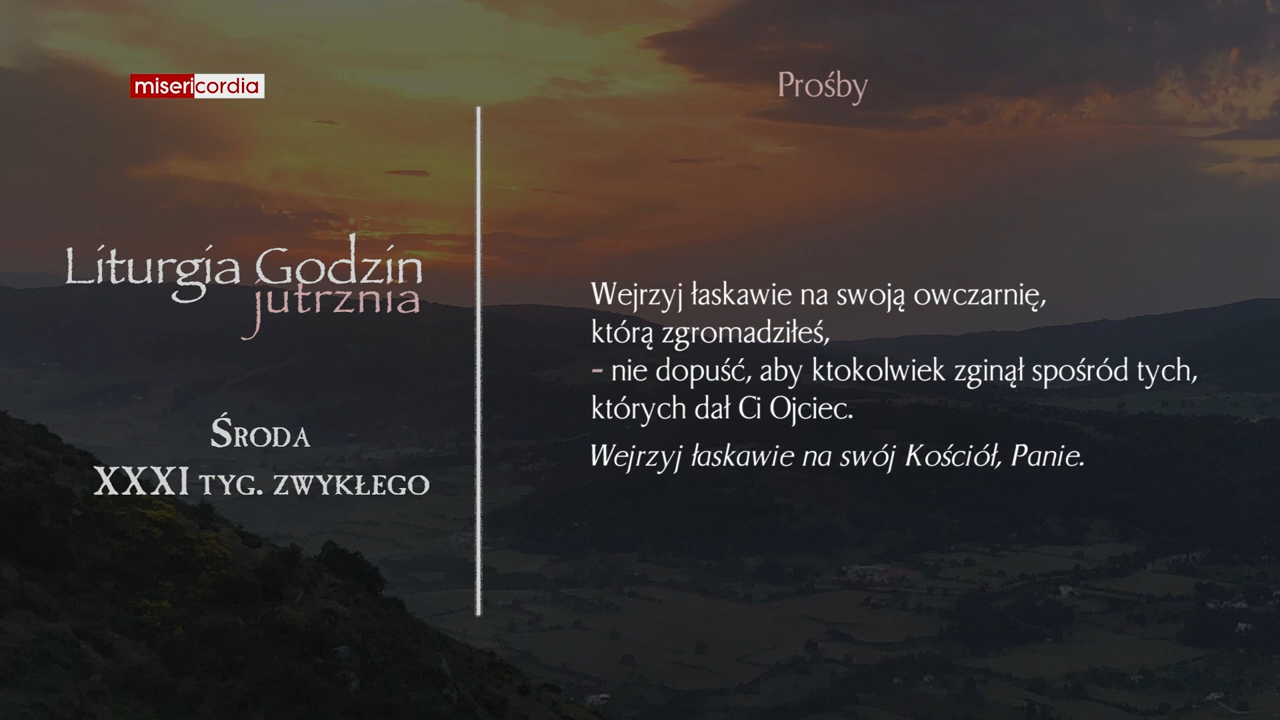 misericordia
Liturgia Godzin
jutrznia
Środa
XXXI tyg. zwykłego
Prośby
Wejrzyj łaskawie na swoją owczarnię,
którą zgromadziłeś,
- nie dopuść, aby ktokolwiek zginął spośród tych,
których dał Ci Ojciec.
Wejrzyj łaskawie na swój Kościół, Panie.